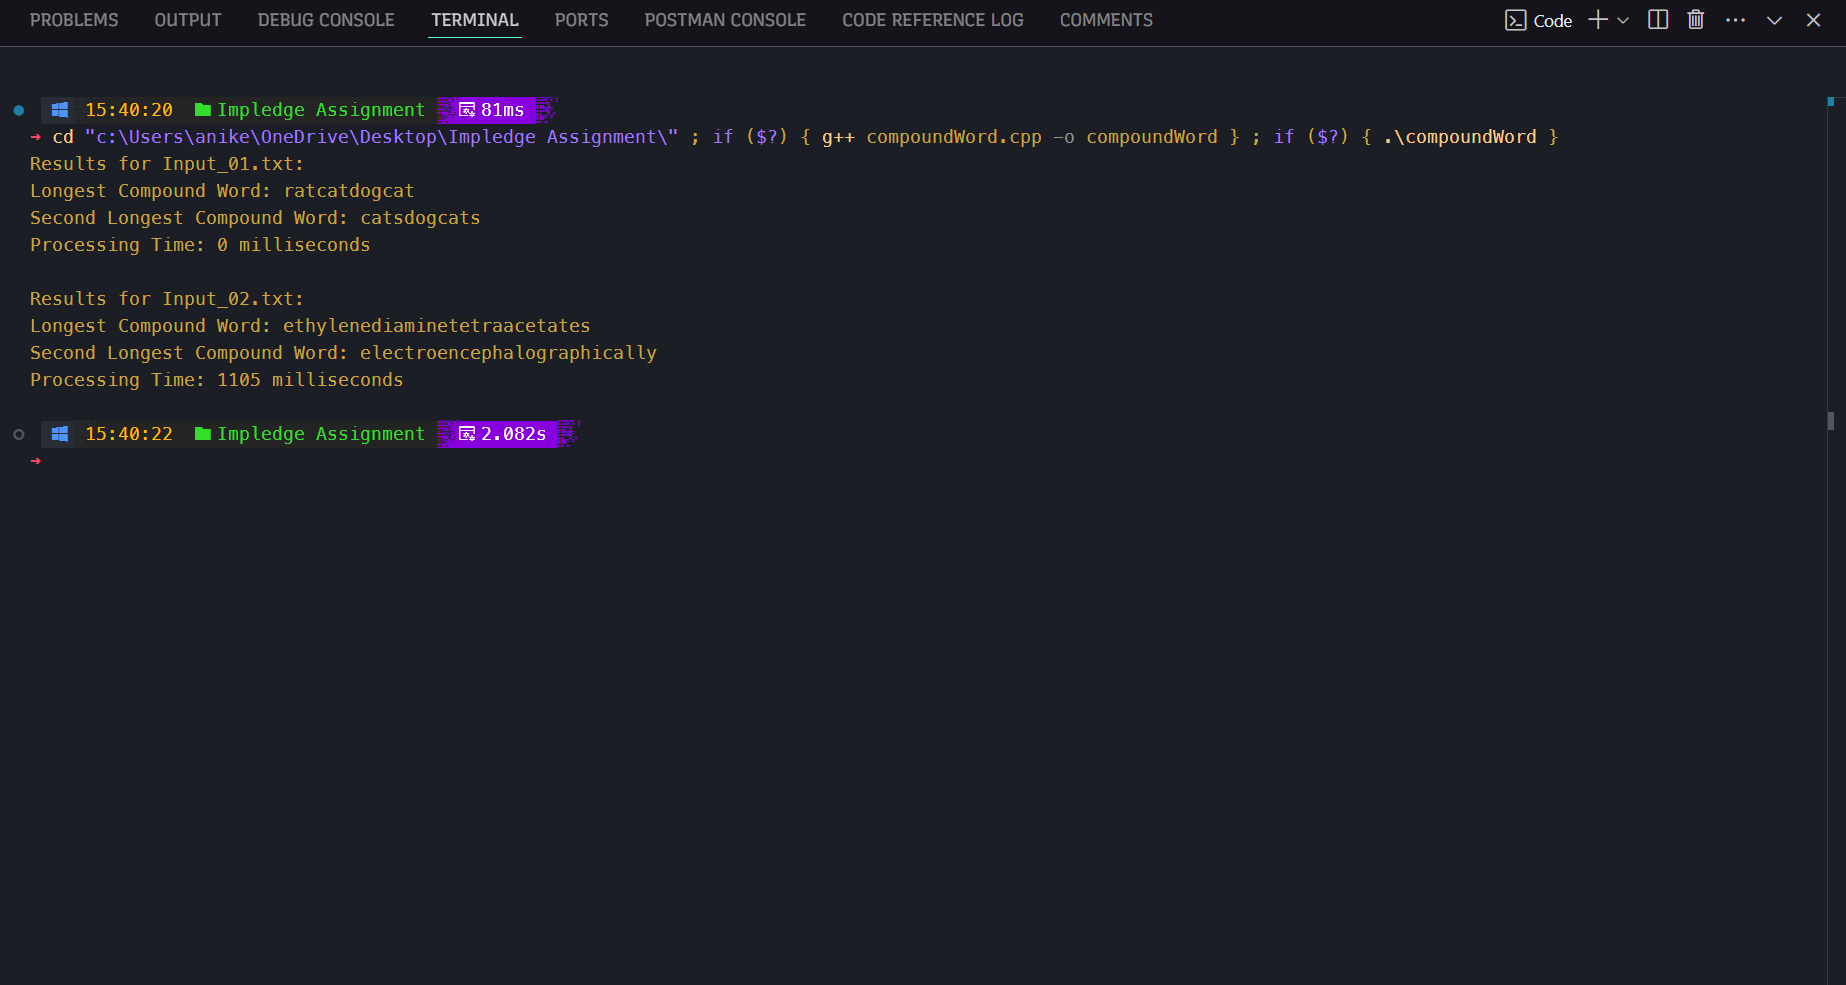 PROBLEMS OUTPUT DEBUG CONSOLE TERMINAL PORTS POSTMAN CONSOLE CODE REFERENCE LOG COMMENTS Code
15:40:20 Impledge Assignment 81ms
→ cd "c:\Users\anike\OneDrive\Desktop\Impledge Assignment\" ; if ($?) { g++ compoundWord.cpp -o compoundWord } ; if ($?) { .\compoundWord }
Results for Input_01.txt:
Longest Compound Word: ratcatdogcat
Second Longest Compound Word: catsdogcats
Processing Time: 0 milliseconds
Results for Input_02.txt:
Longest Compound Word: ethylenediaminetetraacetates
Second Longest Compound Word: electroencephalographically
Processing Time: 1105 milliseconds
15:40:22 Impledge Assignment 2.082s
→